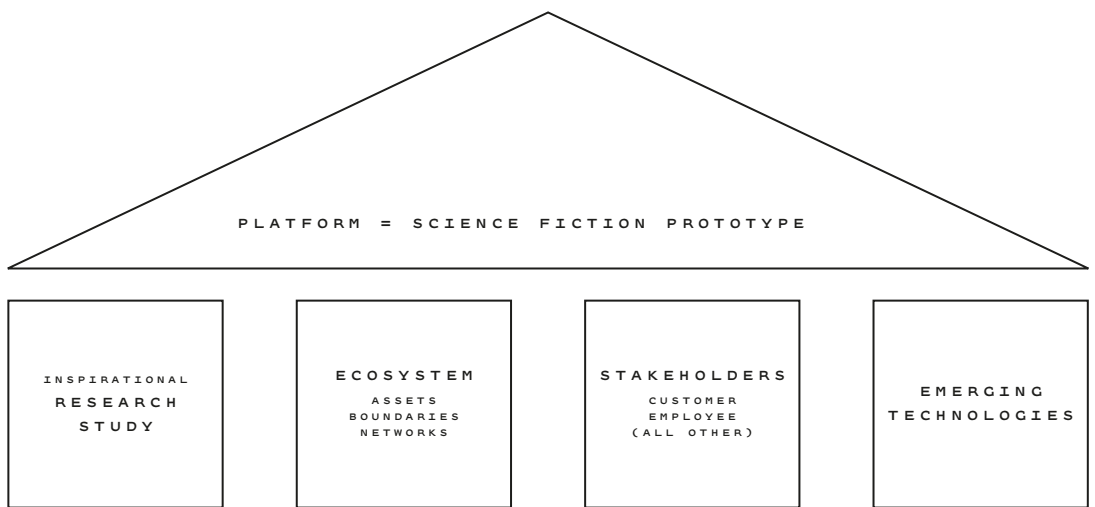 PLATFORM = SCIENCE FICTION PROTOTYPE
INSPIRATIONAL
RESEARCH
STUDY
ECOSYSTEM
ASSETS
BOUNDARIES
NETWORKS
STAKEHOLDERS
CUSTOMER
EMPLOYEE
(ALL OTHER)
EMERGING
TECHNOLOGIES